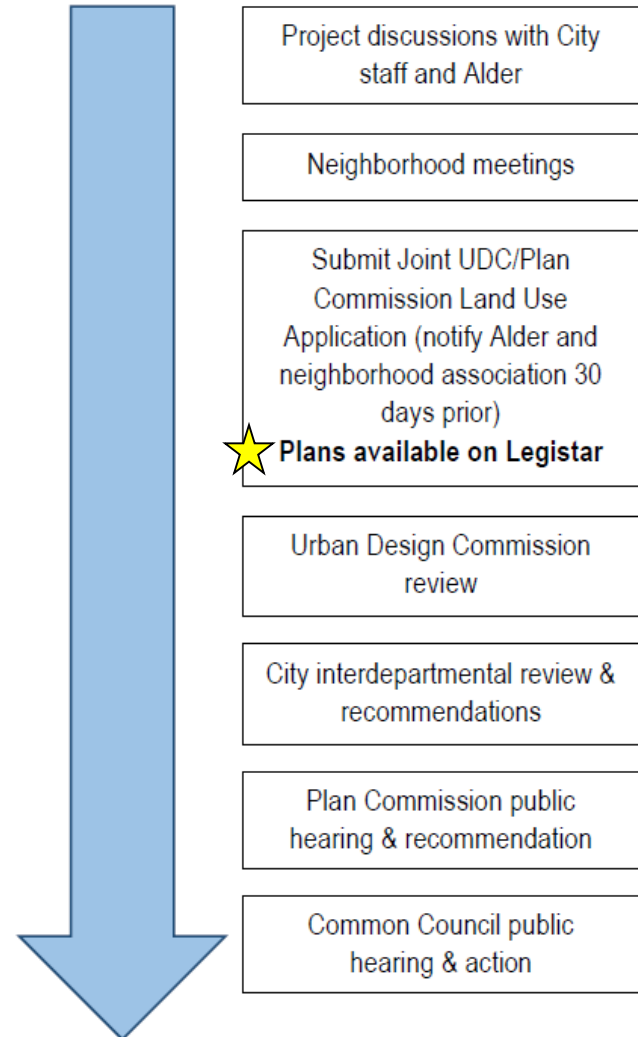 Project discussions with City
staff and Alder
Neighborhood meetings
Submit Joint UDC/Plan
Commission Land Use
Application (notify Alder and
neighborhood association 30
days prior)
Plans available on Legistar
Urban Design Commission
review
City interdepartmental review &
recommendations
Plan Commission public
hearing & recommendation
Common Council public
hearing & action